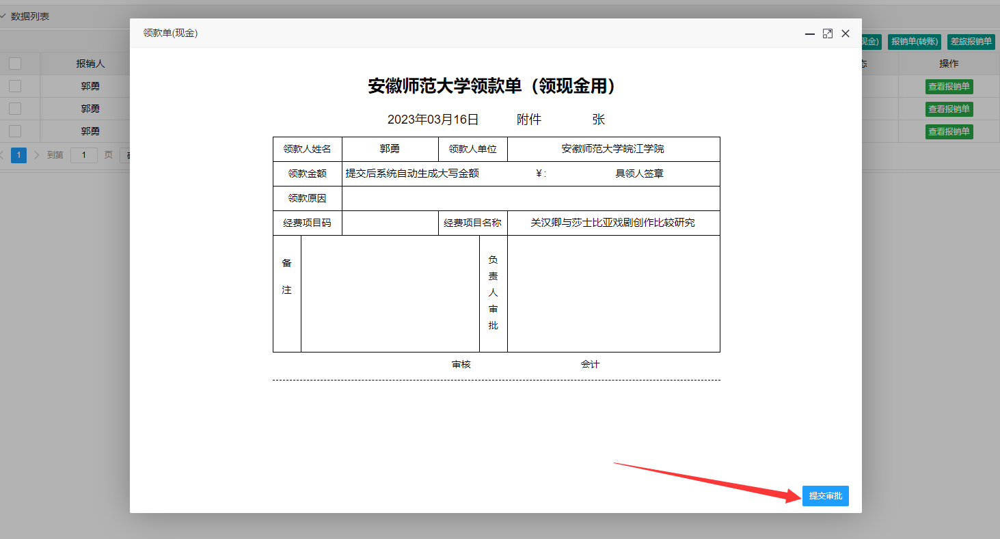 数据列表
领款单(现金)
现金) 报销单(转账) 差旅报销单
报销人 态 操作
郭勇 查看报销单
郭勇 查看报销单
郭勇 查看报销单
1 到第 1 页
安徽师范大学领款单（领现金用）
2023年03月16日 附件 张
领款人姓名 郭勇 领款人单位 安徽师范大学皖江学院
领款金额 提交后系统自动生成大写金额 ¥: 具领人签章
领款原因
经费项目码 经费项目名称 关汉卿与莎士比亚戏剧创作比较研究
备注
负责人审批
审核 会计
提交审批